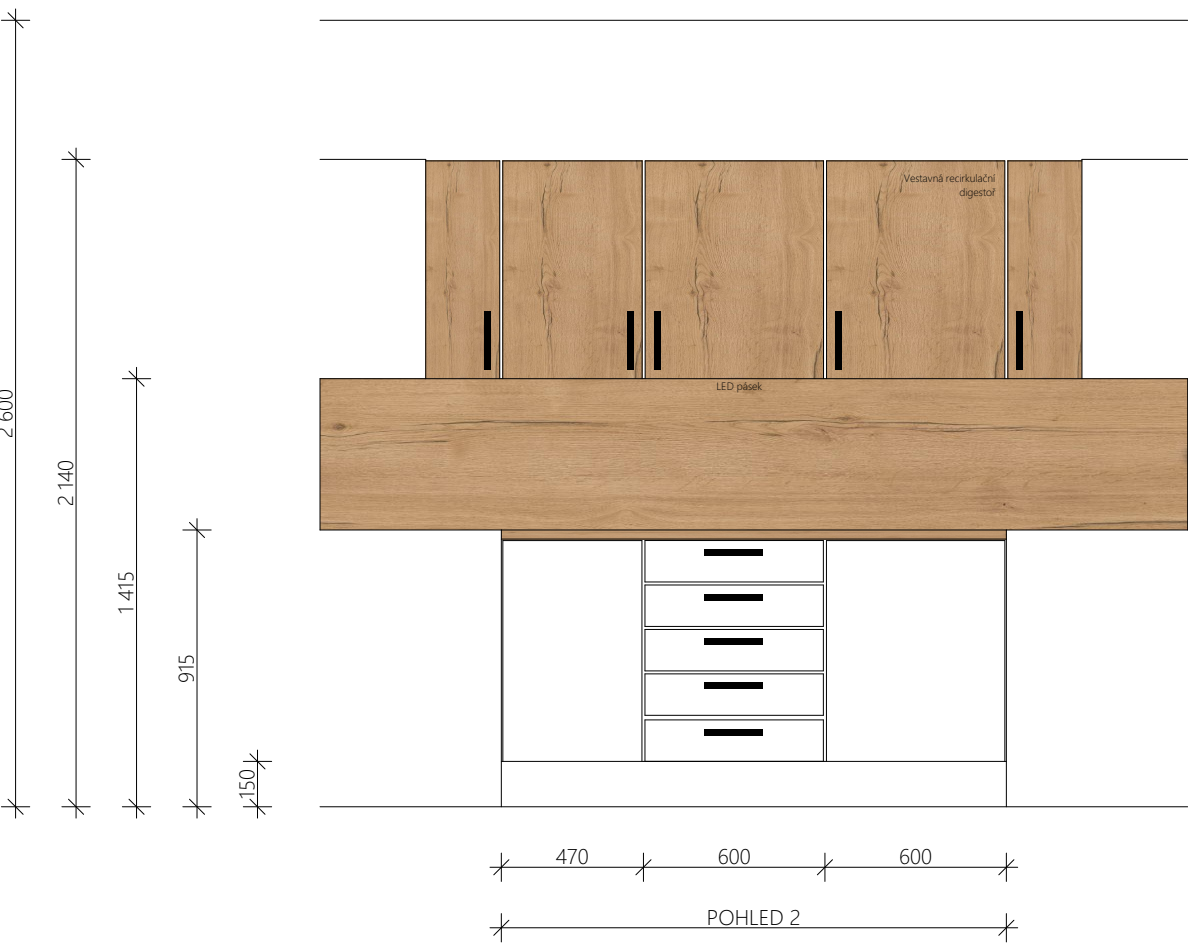 Vestavná recirkulační
digestoř
LED pásek
2 600
2 140
1 415
915
150
470
600
600
POHLED 2